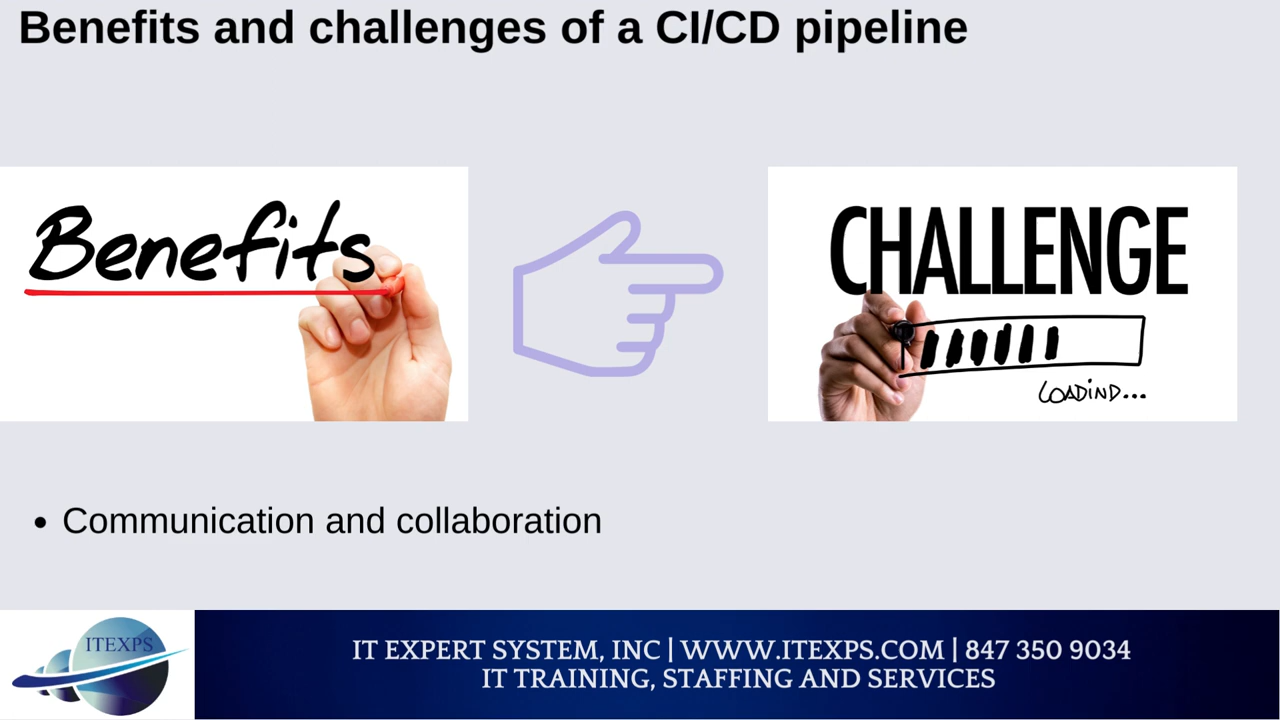 Benefits and challenges of a CI/CD pipeline
Benefits
CHALLENGE
LOADIND...
• Communication and collaboration
ITEXPS
IT EXPERT SYSTEM, INC | WWW.ITEXPS.COM | 847 350 9034
IT TRAINING, STAFFING AND SERVICES